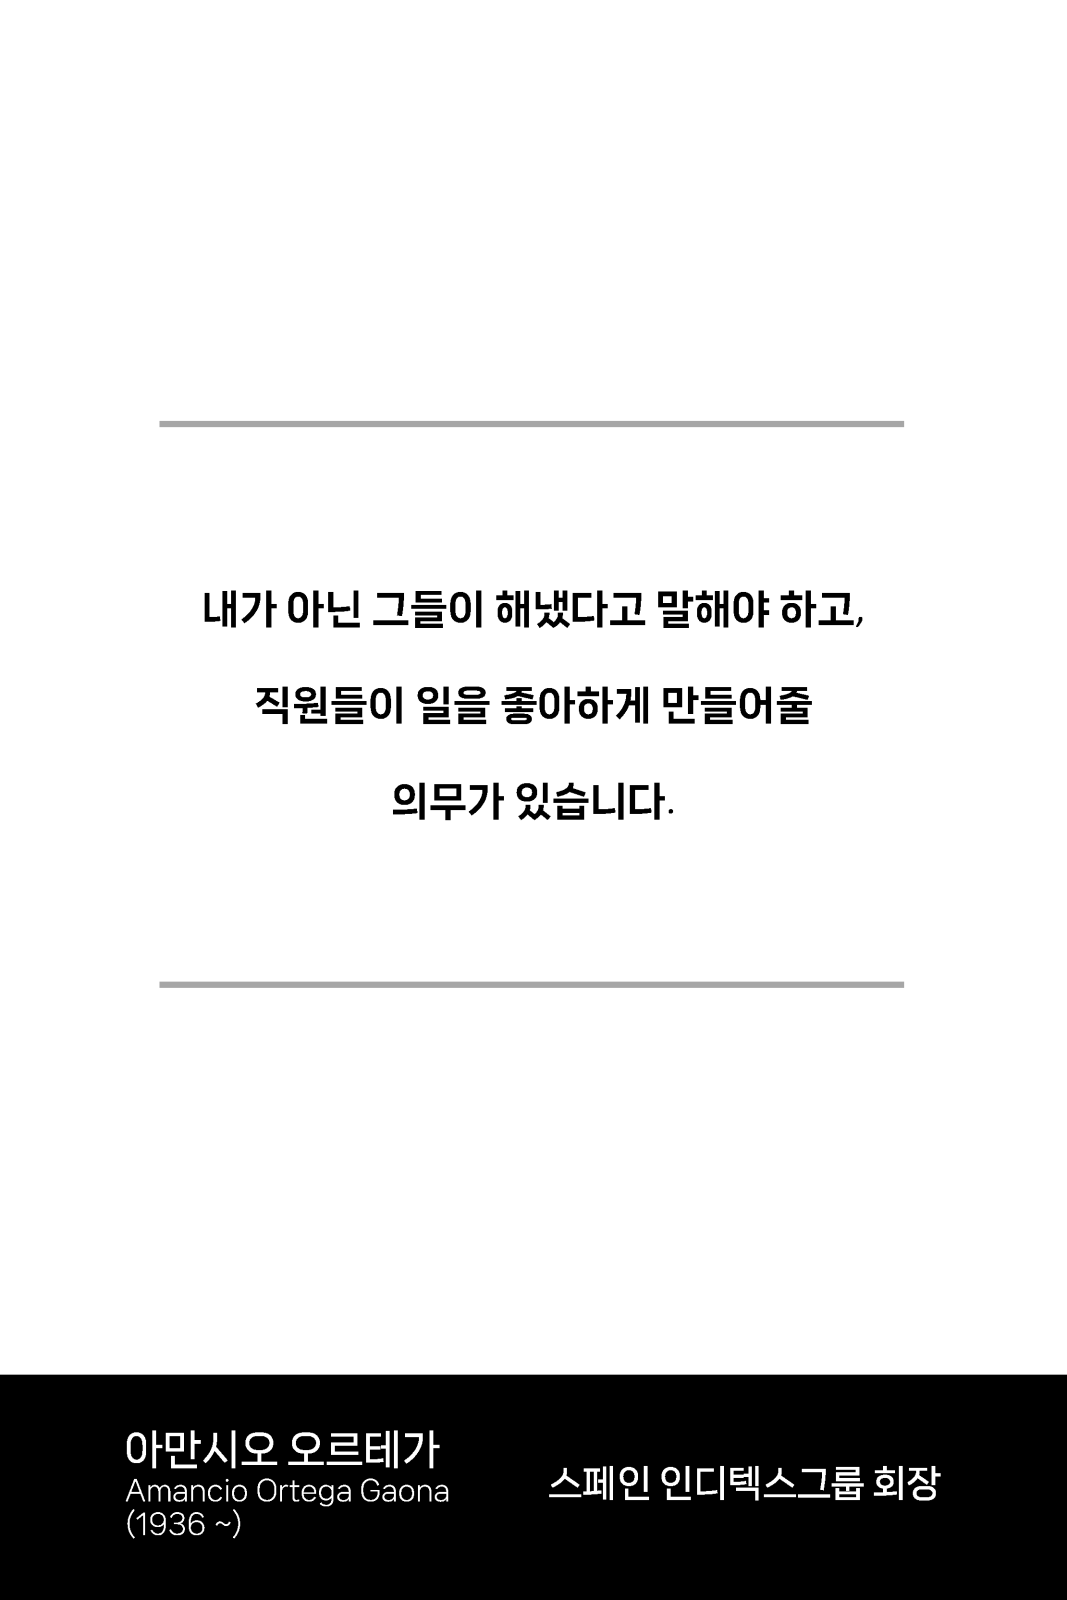 내가 아닌 그들이 해냈다고 말해야 하고,
직원들이 일을 좋아하게 만들어줄
의무가 있습니다.
아만시오 오르테가
Amancio Ortega Gaona
(1936 ~)
스페인 인디텍스그룹 회장